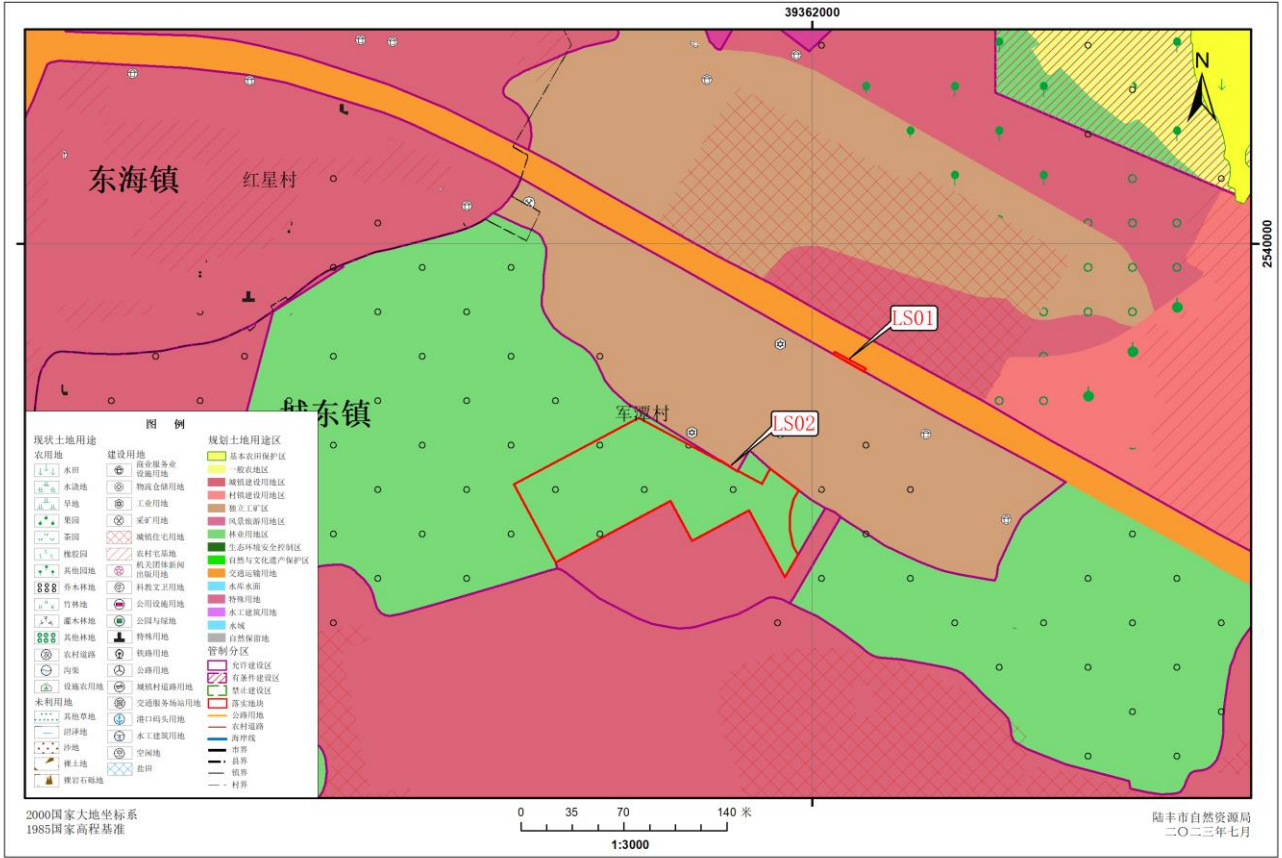 39362000
N
东海镇
红星村
2540000
LS01
城东镇
军潭村
LS02
图 例
现状土地用途
农用地
水田
水浇地
旱地
果园
茶园
橡胶园
其他园地
乔木林地
竹林地
灌木林地
其他林地
农村道路
沟渠
设施农用地
未利用地
其他草地
沼泽地
沙地
裸土地
裸岩石砾地
建设用地
商业服务业
设施用地
物流仓储用地
工业用地
采矿用地
城镇住宅用地
农村宅基地
机关团体新闻
出版用地
科教文卫用地
公用设施用地
公园与绿地
特殊用地
铁路用地
公路用地
城镇村道路用地
交通服务场站用地
港口码头用地
水工建筑用地
空闲地
盐田
规划土地用途区
基本农田保护区
一般农地区
城镇建设用地区
村镇建设用地区
独立工矿区
风景旅游用地区
林业用地区
生态环境安全控制区
自然与文化遗产保护区
交通运输用地
水库水面
特殊用地
水工建筑用地
水域
自然保留地
管制分区
允许建设区
有条件建设区
禁止建设区
落实地块
公路用地
农村道路
海岸线
市界
县界
镇界
村界
2000国家大地坐标系
1985国家高程基准
0 35 70 140 米
1:3000
陆丰市自然资源局
二〇二三年七月